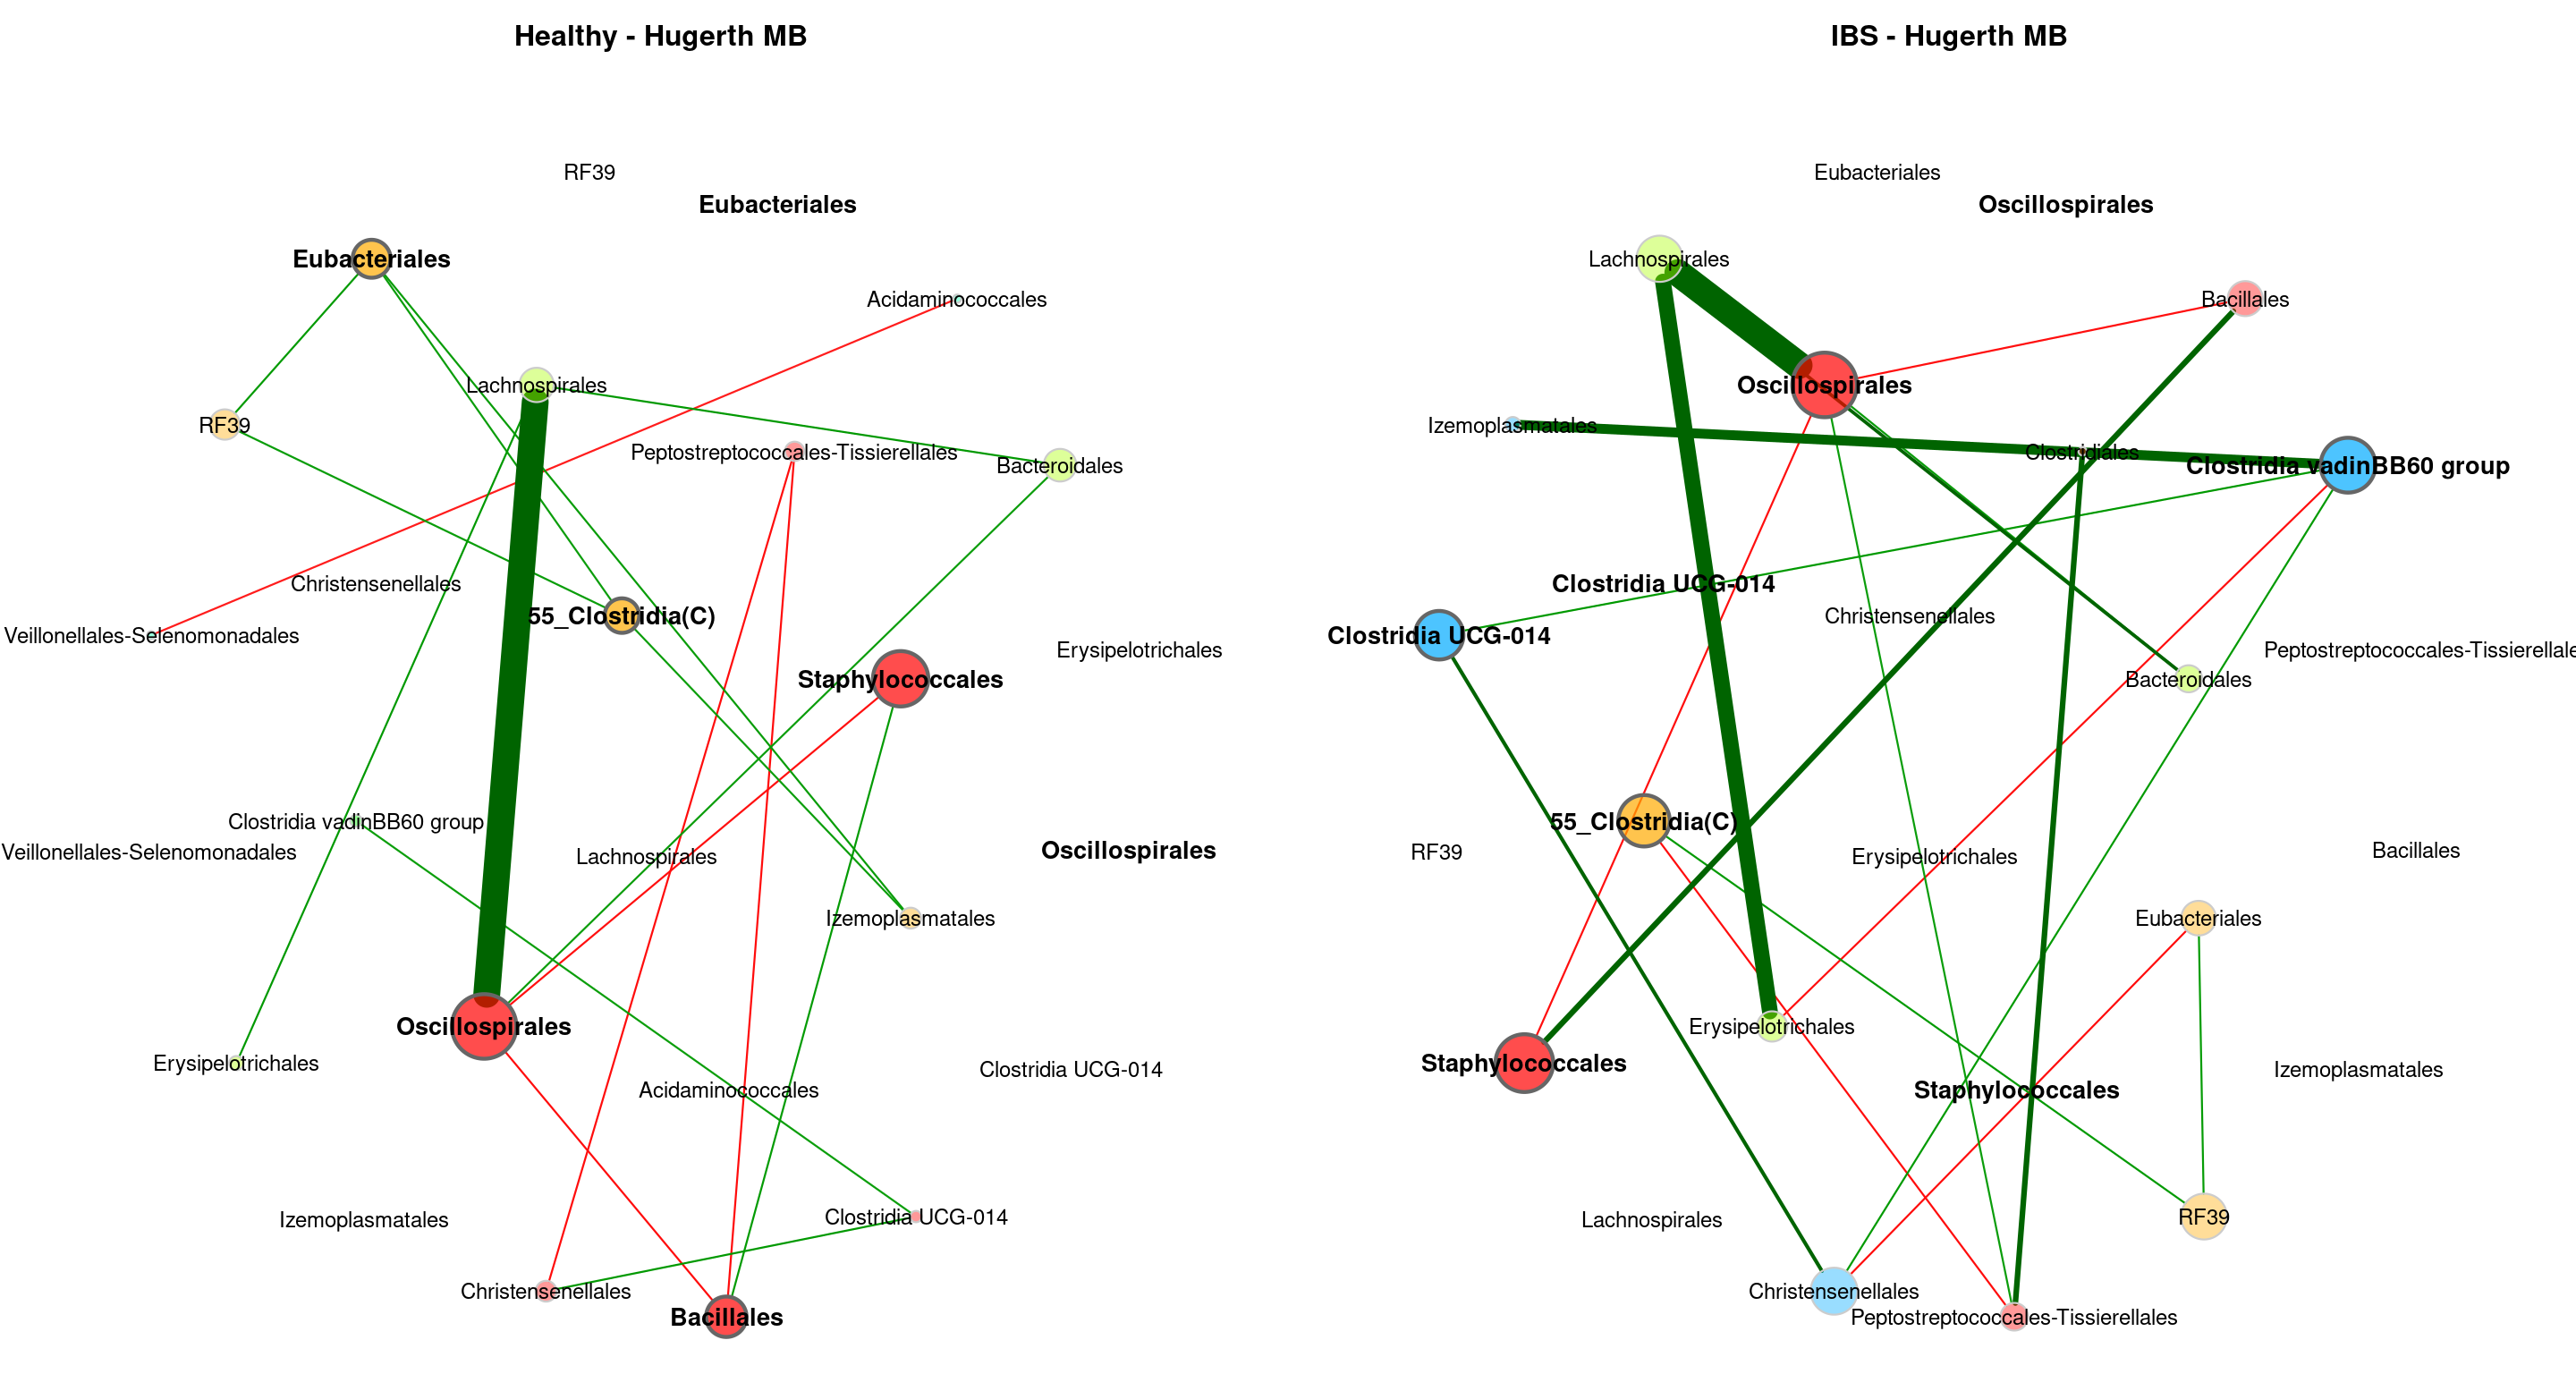 Healthy - Hugerth MB
RF39
Eubacteriales
Eubacteriales
Acidaminococcales
Lachnospirales
RF39
Peptostreptococcales-Tissierellales
Bacteroidales
Christensenellales
55_Clostridia(C)
Veillonellales-Selenomonadales
Erysipelotrichales
Staphylococcales
Clostridia vadinBB60 group
Veillonellales-Selenomonadales
Lachnospirales
Oscillospirales
Izemoplasmatales
Oscillospirales
Erysipelotrichales
Clostridia UCG-014
Acidaminococcales
Izemoplasmatales
Clostridia UCG-014
Christensenellales
Bacillales
IBS - Hugerth MB
Eubacteriales
Oscillospirales
Lachnospirales
Bacillales
Oscillospirales
Izemoplasmatales
Clostridiales
Clostridia vadinBB60 group
Clostridia UCG-014
Christensenellales
Clostridia UCG-014
Peptostreptococcales-Tissierellale
Bacteroidales
55_Clostridia(C)
RF39
Erysipelotrichales
Bacillales
Eubacteriales
Erysipelotrichales
Staphylococcales
Izemoplasmatales
Staphylococcales
Lachnospirales
RF39
Christensenellales
Peptostreptococcales-Tissierellales